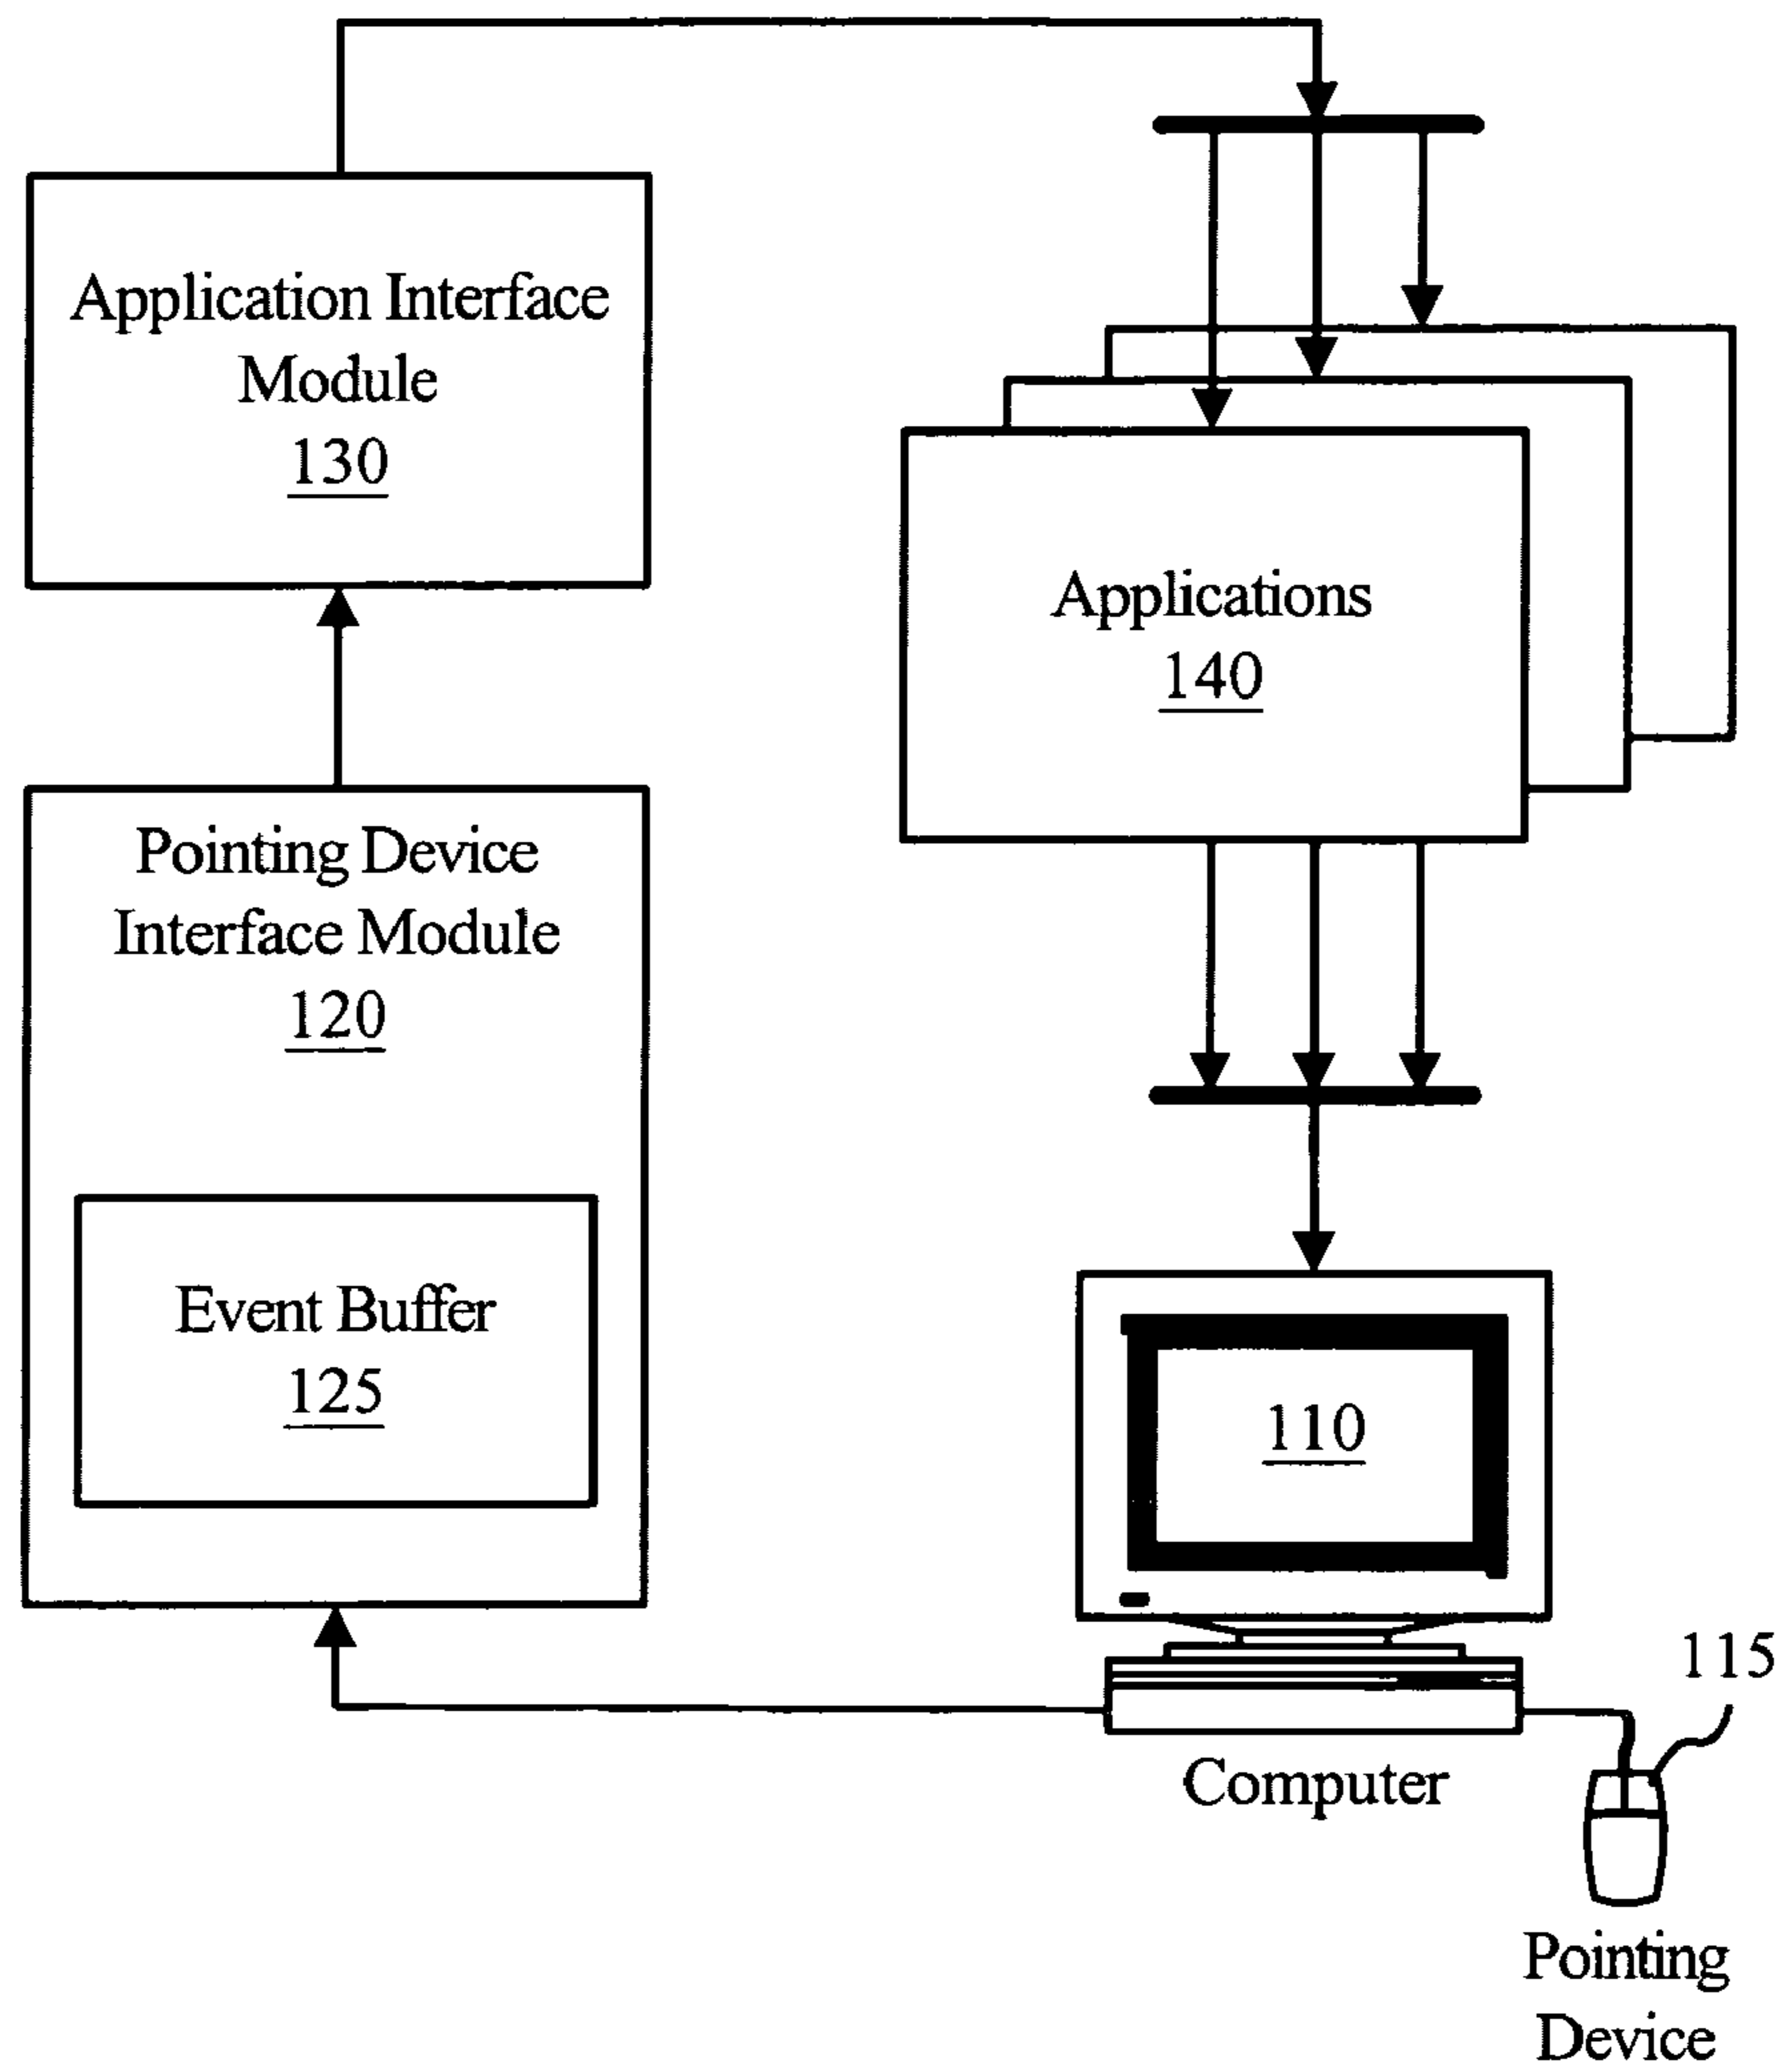 Application Interface
Module
130
Applications
140
Pointing Device
Interface Module
120
Event Buffer
125
110
115
Computer
Pointing
Device